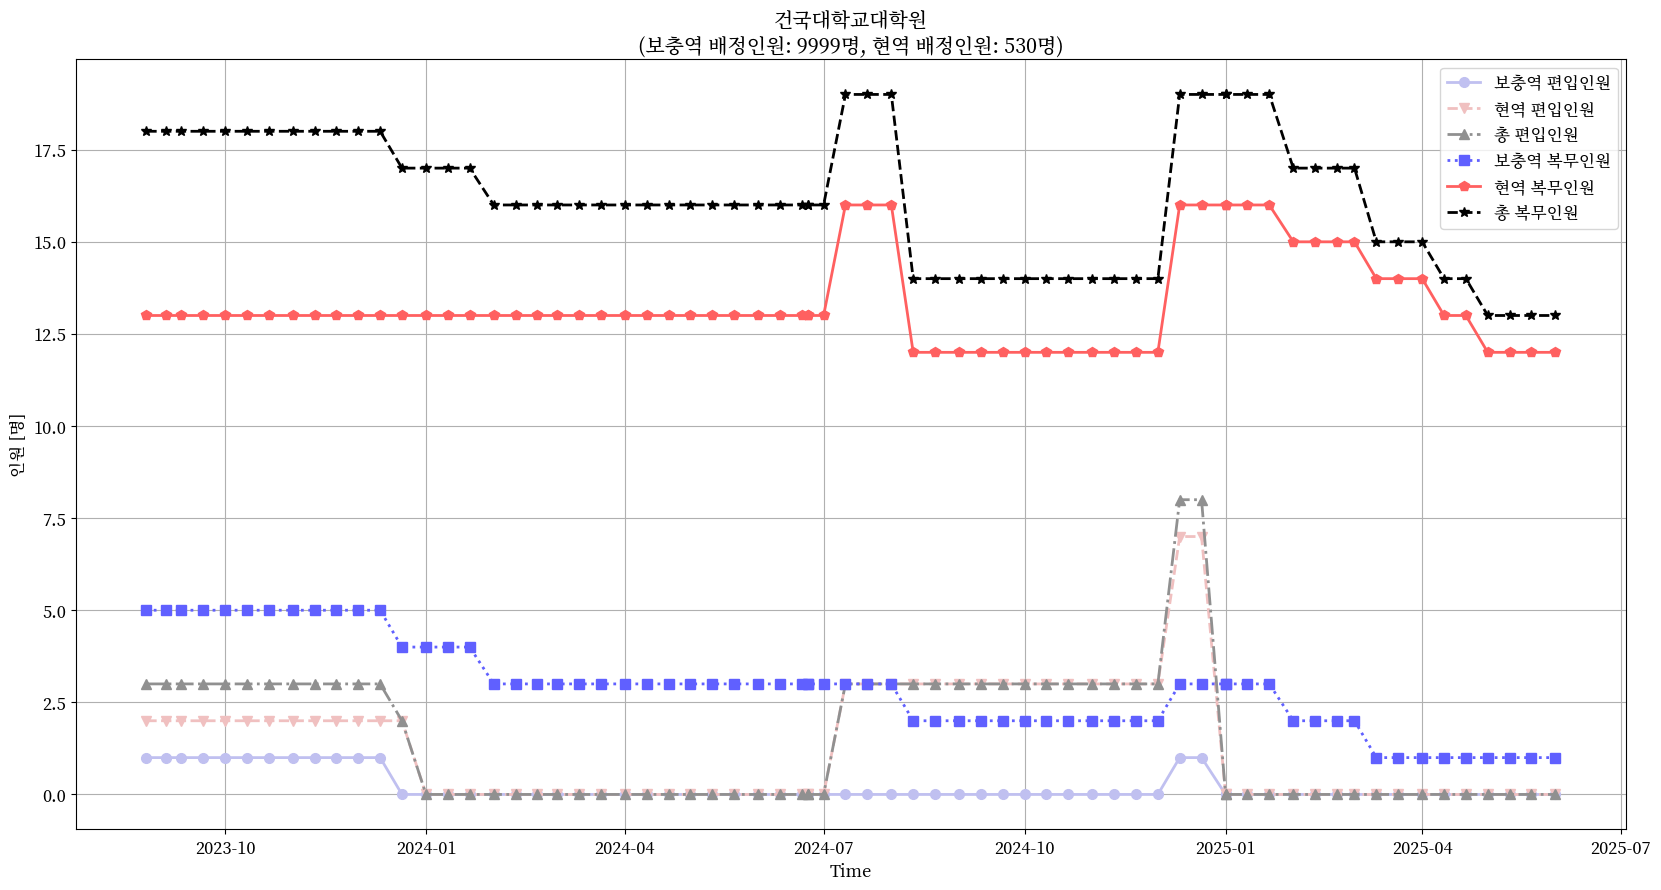 건국대학교대학원
(보충역 배정인원: 9999명, 현역 배정인원: 530명)
보충역 편입인원
현역 편입인원
총 편입인원
보충역 복무인원
현역 복무인원
총 복무인원
인원 [명]
17.5
15.0
12.5
10.0
7.5
5.0
2.5
0.0
2023-10
2024-01
2024-04
2024-07
2024-10
2025-01
2025-04
2025-07
Time